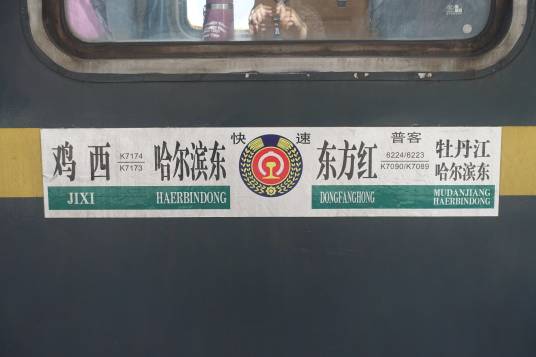 快速 普客
鸡西 K7174 哈尔滨东 东方红 6224/6223 牡丹江
K7173 K7090/K7089 哈尔滨东
JIXI HAERBINDONG DONGFANGHONG MUDANJIANG
HAERBINDONG